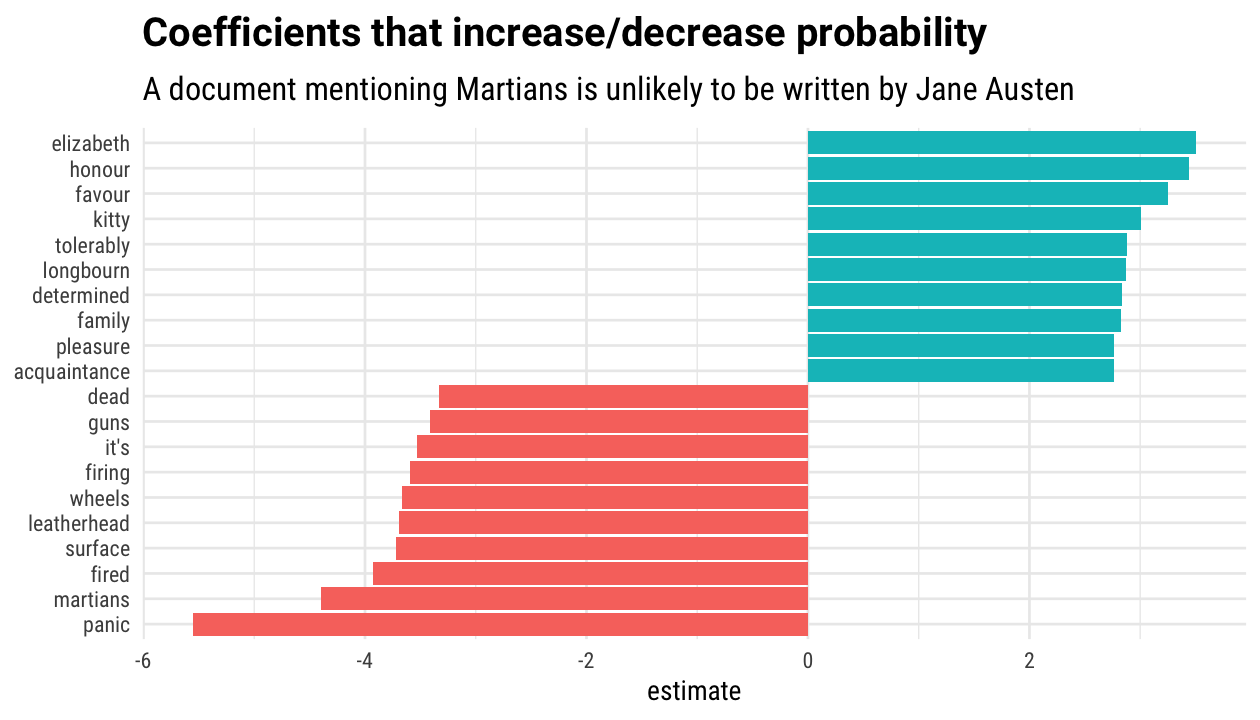 Coefficients that increase/decrease probability
A document mentioning Martians is unlikely to be written by Jane Austen
elizabeth
honour
favour
kitty
tolerably
longbourn
determined
family
pleasure
acquaintance
dead
guns
it's
firing
wheels
leatherhead
surface
fired
martians
panic
-6 -4 -2 0 2
estimate